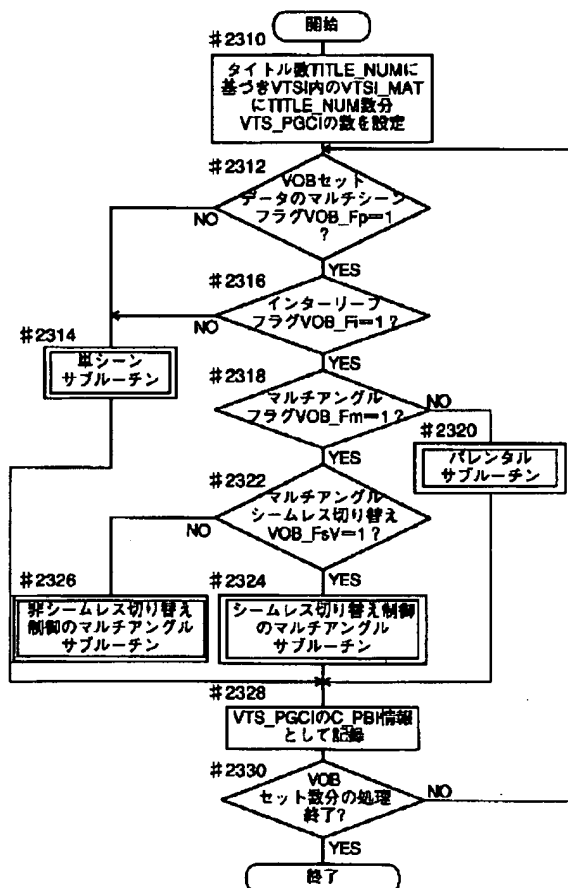 開始
#2310
タイトル数TITLE_NUMに
基づきVTSI内のVTSI_MAT
にTITLE_NUM数分
VTS_PGCIの数を設定
#2312
VOBセット
データのマルチシーン
フラグVOB_Fp=1
?
NO
YES
#2316
インターリーブ
フラグVOB_Fi=1?
NO
YES
#2314
単シーン
サブルーチン
#2318
マルチアングル
フラグVOB_Fm=1?
NO
YES
#2320
パレンタル
サブルーチン
#2322
マルチアングル
シームレス切り替え
VOB_FsV=1?
NO
YES
#2326
非シームレス切り替え
制御のマルチアングル
サブルーチン
#2324
シームレス切り替え制御
のマルチアングル
サブルーチン
#2328
VTS_PGCIのC_PBI情報
として記録
#2330
VOB
セット数分の処理
終了?
NO
YES
終了